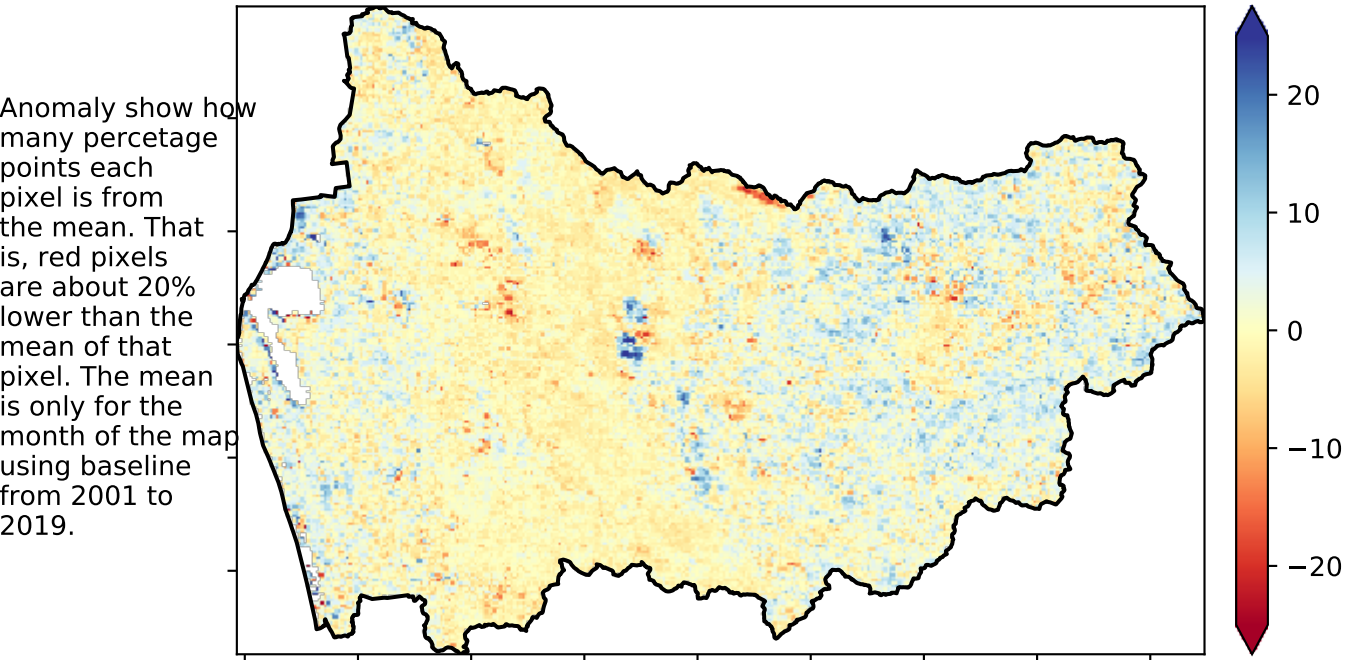 Anomaly show how
many percetage
points each
pixel is from
the mean. That
is, red pixels
are about 20%
lower than the
mean of that
pixel. The mean
is only for the
month of the map
using baseline
from 2001 to
2019.
20
10
0
−10
−20